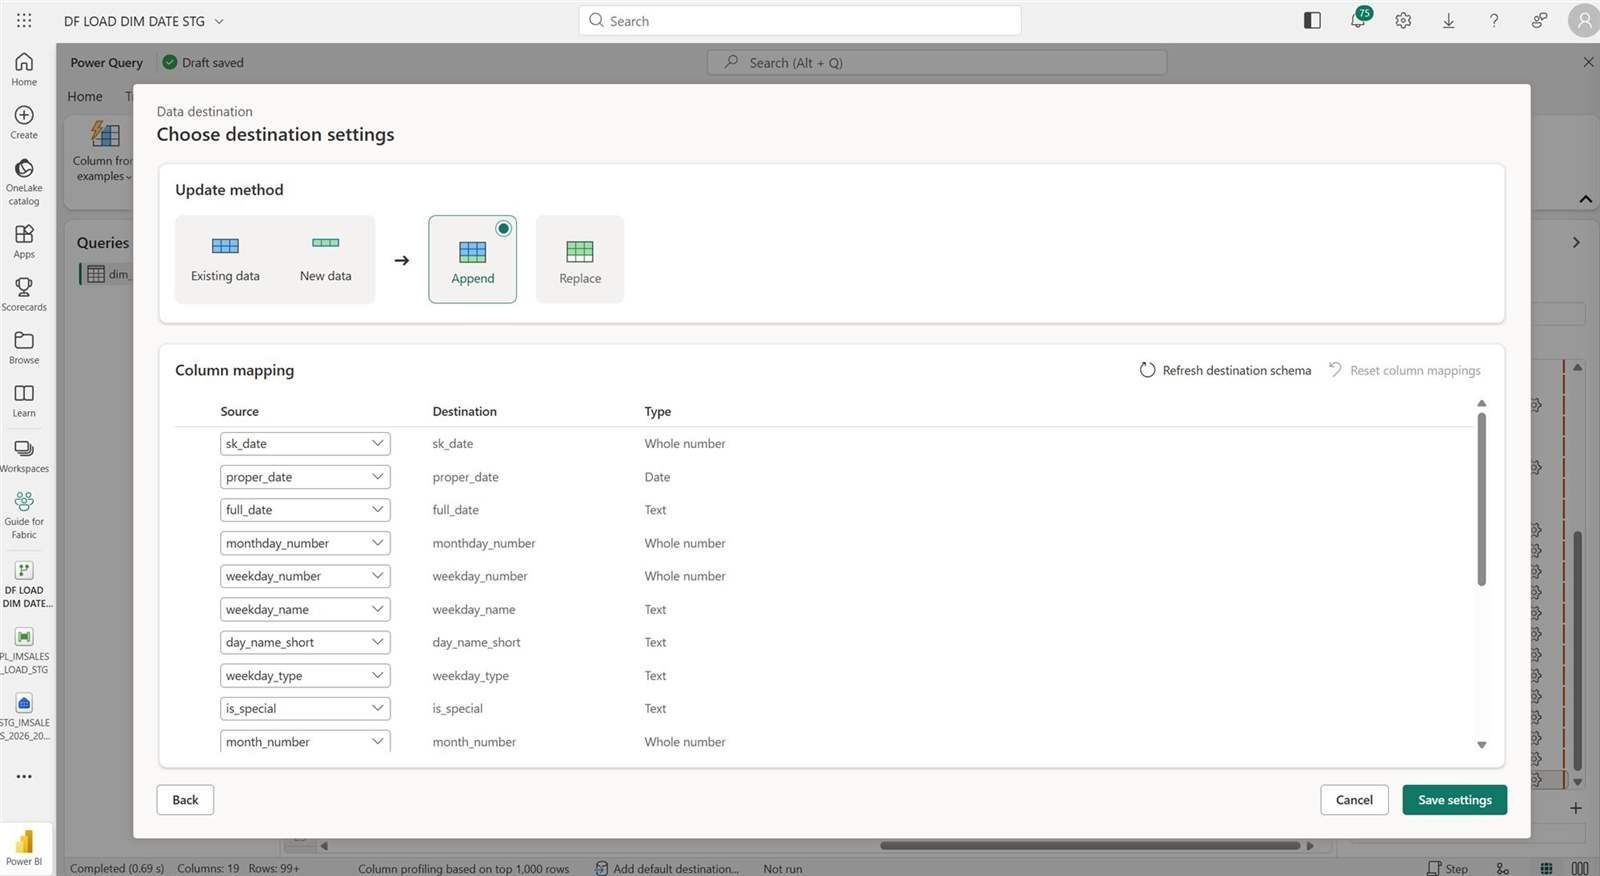 DF LOAD DIM DATE STG
Search
75
Power Query
Draft saved
Search (Alt + Q)
Home
Create
OneLake
catalog
Apps
Scorecards
Browse
Learn
Workspaces
Guide for
Fabric
DF LOAD
DIM DATE...
PL_IMSALES
_LOAD_STG
STG_IMSALE
S_2026_20...
Power BI
Home
Column from
examples
Queries
dim_
Data destination
Choose destination settings
Update method
Existing data
New data
Append
Replace
Column mapping
Refresh destination schema
Reset column mappings
Source Destination Type
sk_date sk_date Whole number
proper_date proper_date Date
full_date full_date Text
monthday_number monthday_number Whole number
weekday_number weekday_number Whole number
weekday_name weekday_name Text
day_name_short day_name_short Text
weekday_type weekday_type Text
is_special is_special Text
month_number month_number Whole number
Back
Cancel
Save settings
Completed (0.69 s) Columns: 19 Rows: 99+
Column profiling based on top 1,000 rows
Add default destination...
Not run
Step